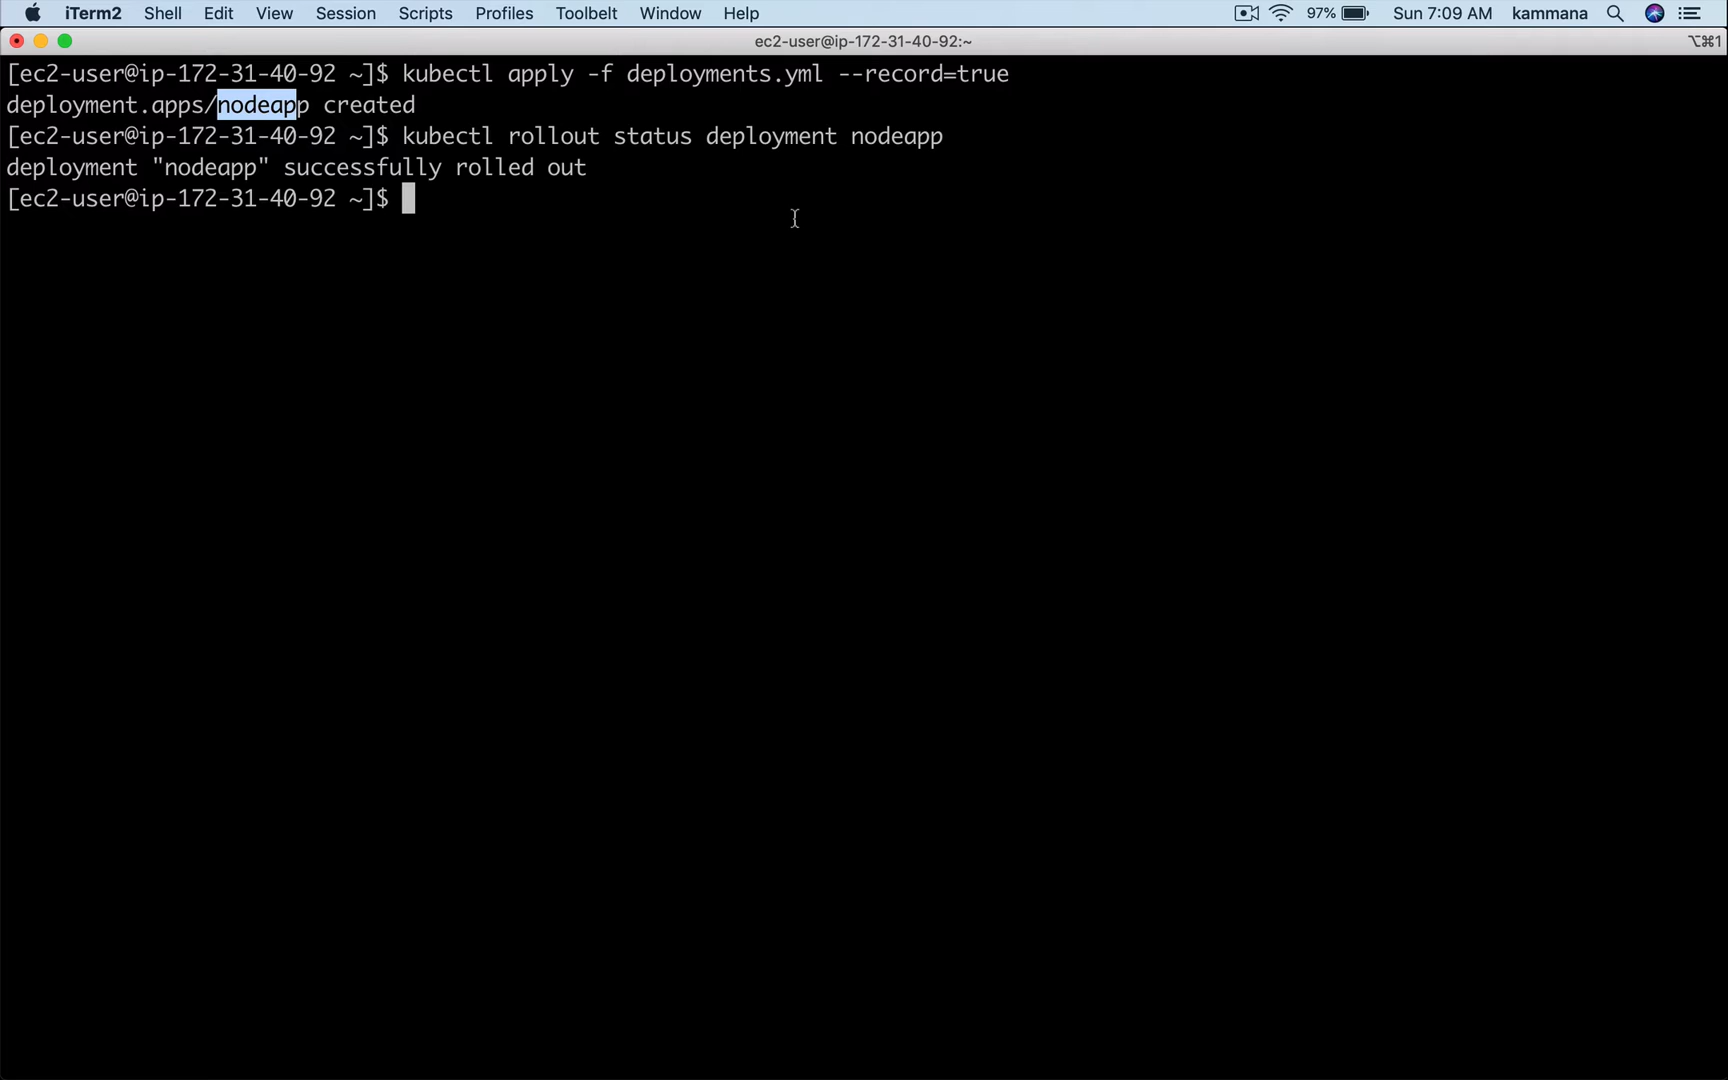 iTerm2 Shell Edit View Session Scripts Profiles Toolbelt Window Help 97% Sun 7:09 AM kammana
ec2-user@ip-172-31-40-92:~ ⌥⌘1
[ec2-user@ip-172-31-40-92 ~]$ kubectl apply -f deployments.yml --record=true
deployment.apps/nodeapp created
[ec2-user@ip-172-31-40-92 ~]$ kubectl rollout status deployment nodeapp
deployment "nodeapp" successfully rolled out
[ec2-user@ip-172-31-40-92 ~]$